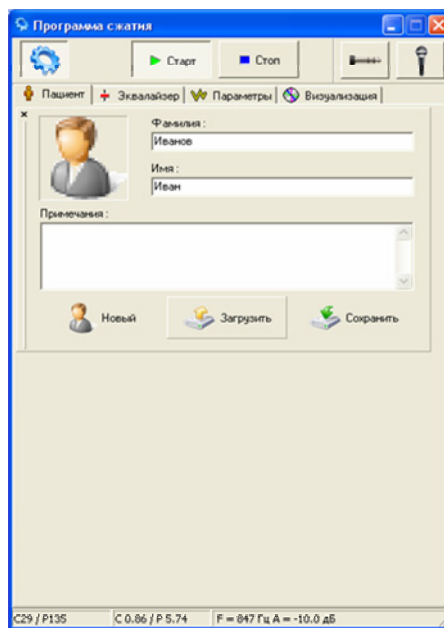 Программа сжатия
Старт
Стоп
Пациент
Эквалайзер
Параметры
Визуализация
Фамилия :
Иванов
Имя :
Иван
Примечания :
Новый
Загрузить
Сохранить
C29 / P135
C 0.86 / P 5.74
F = 847 Гц A = -10.0 дБ